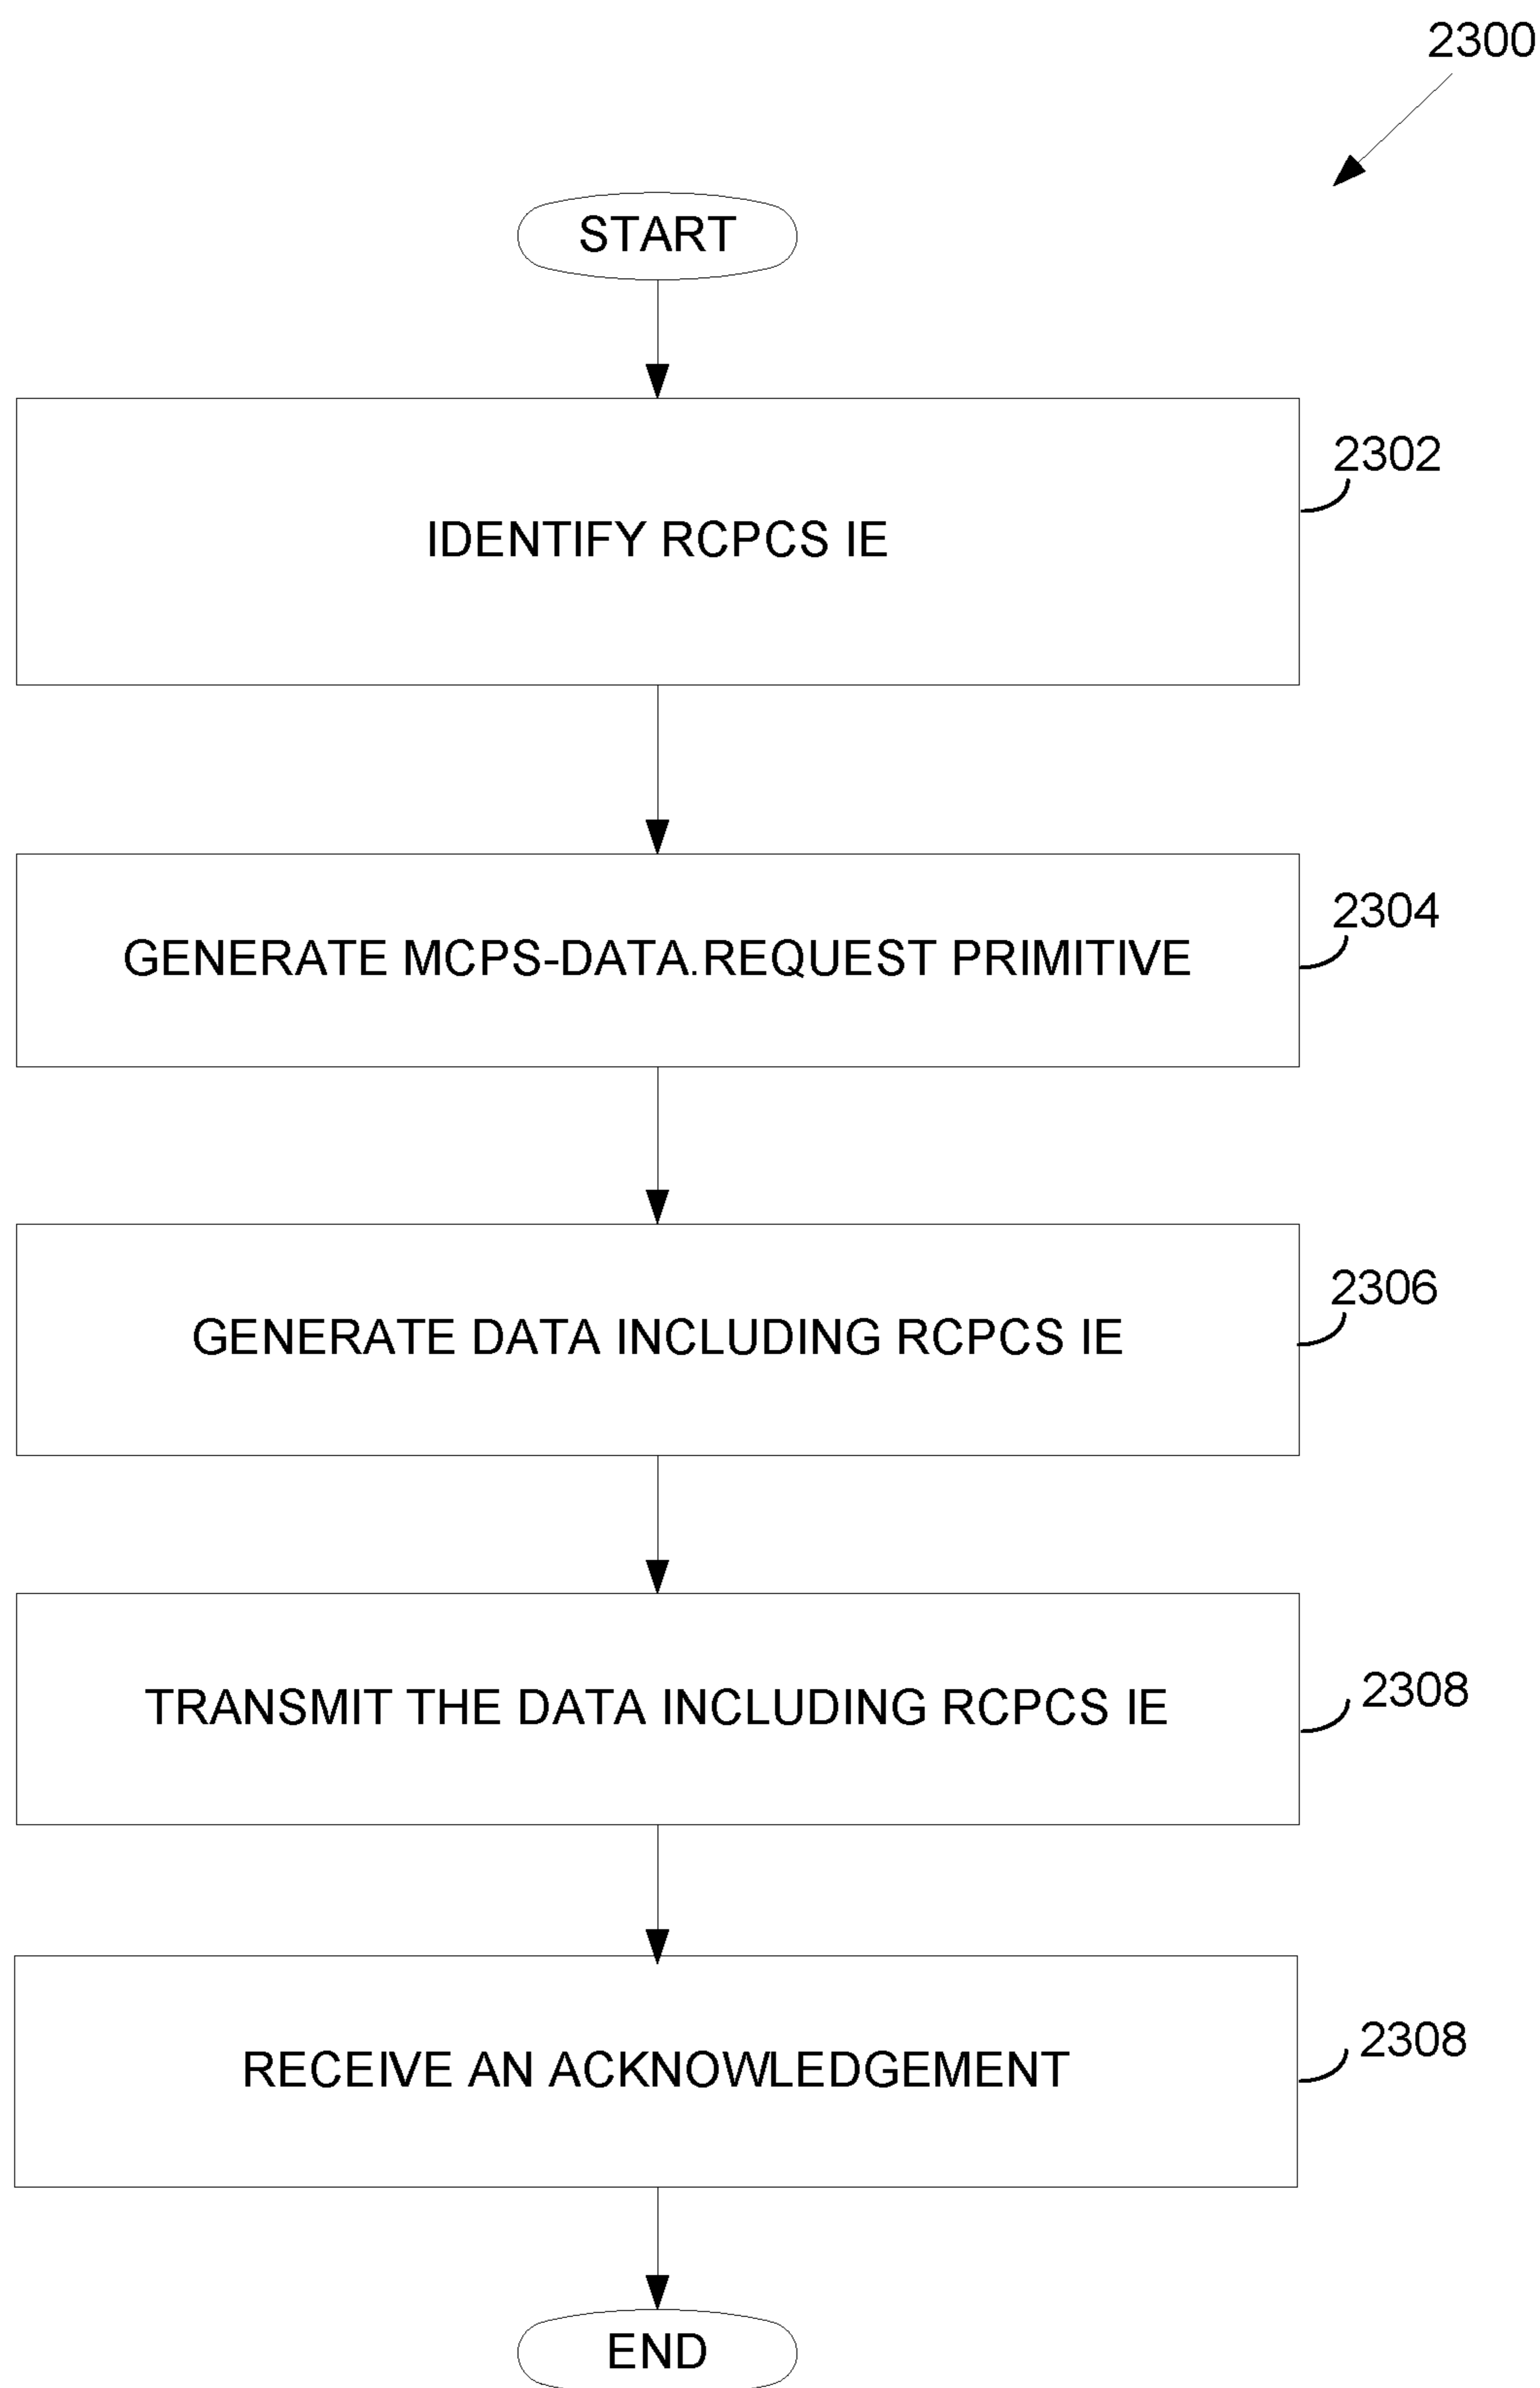 2300
START
IDENTIFY RCPCS IE
2302
GENERATE MCPS-DATA.REQUEST PRIMITIVE
2304
GENERATE DATA INCLUDING RCPCS IE
2306
TRANSMIT THE DATA INCLUDING RCPCS IE
2308
RECEIVE AN ACKNOWLEDGEMENT
2308
END